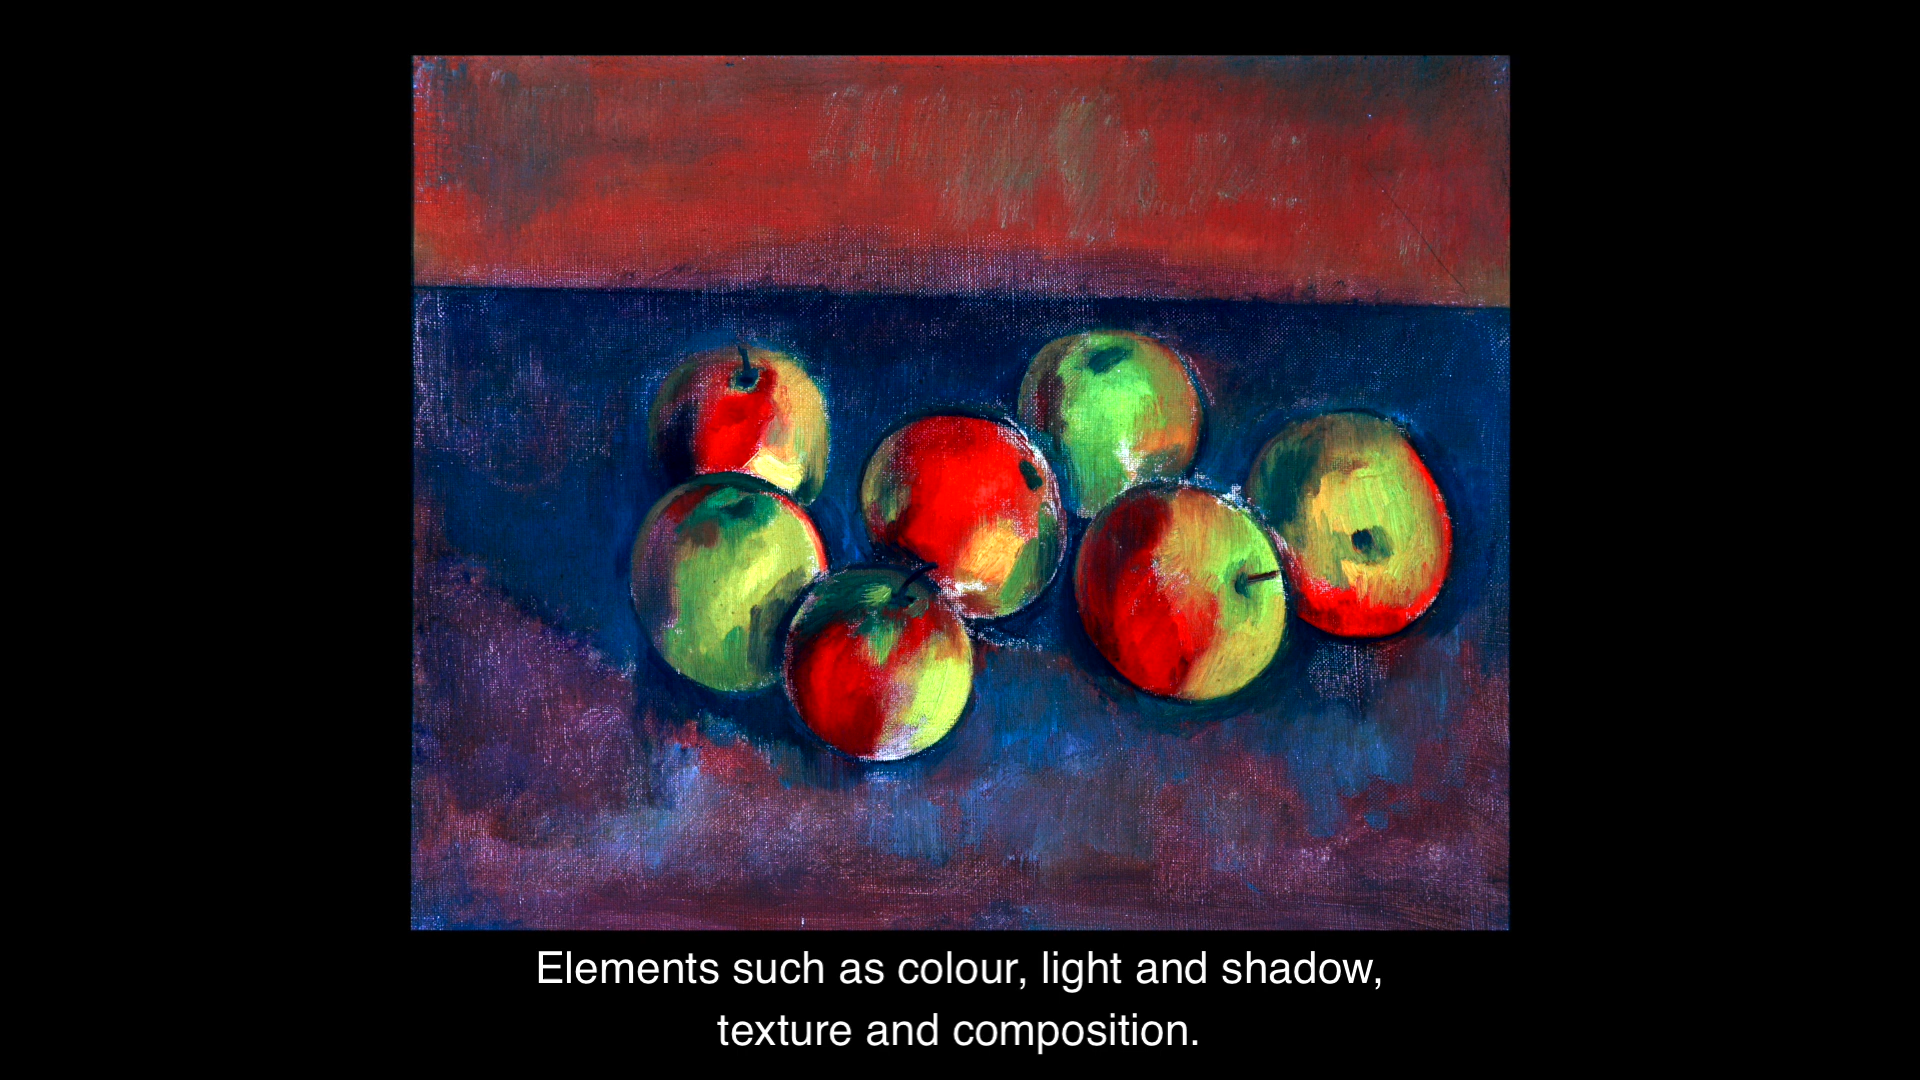 Elements such as colour, light and shadow,
texture and composition.